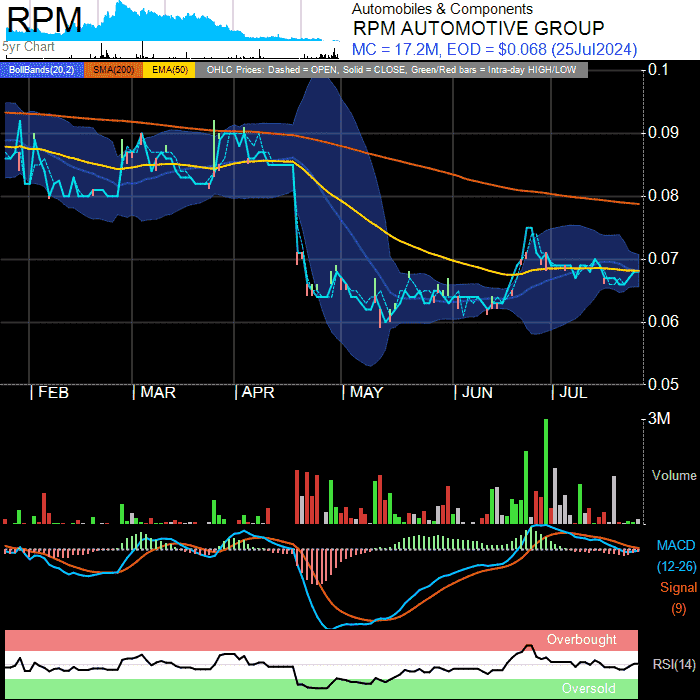 RPM
5yr Chart
Automobiles & Components
RPM AUTOMOTIVE GROUP
MC = 17.2M, EOD = $0.068 (25Jul2024)
BollBands(20,2) SMA(200) EMA(50) OHLC Prices: Dashed = OPEN, Solid = CLOSE, Green/Red bars = Intra-day HIGH/LOW
0.1
0.09
0.08
0.07
0.06
0.05
| FEB | MAR | APR | MAY | JUN | JUL
3M
Volume
MACD
(12-26)
Signal
(9)
Overbought
RSI(14)
Oversold